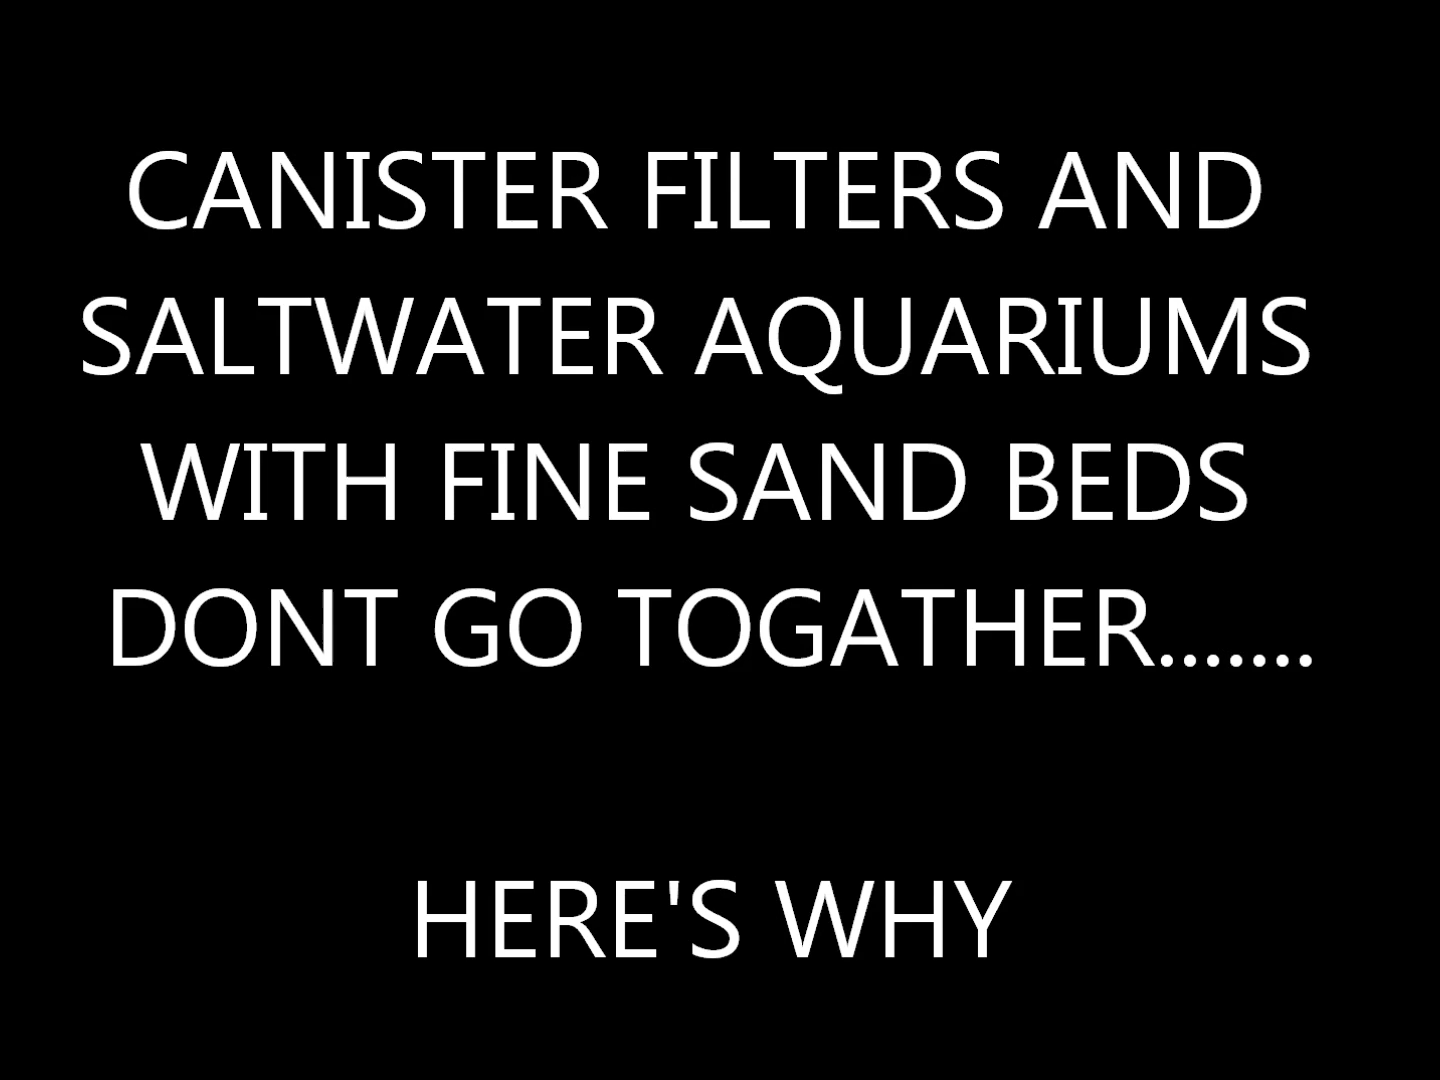 CANISTER FILTERS AND
SALTWATER AQUARIUMS
WITH FINE SAND BEDS
DONT GO TOGATHER.......
HERE'S WHY